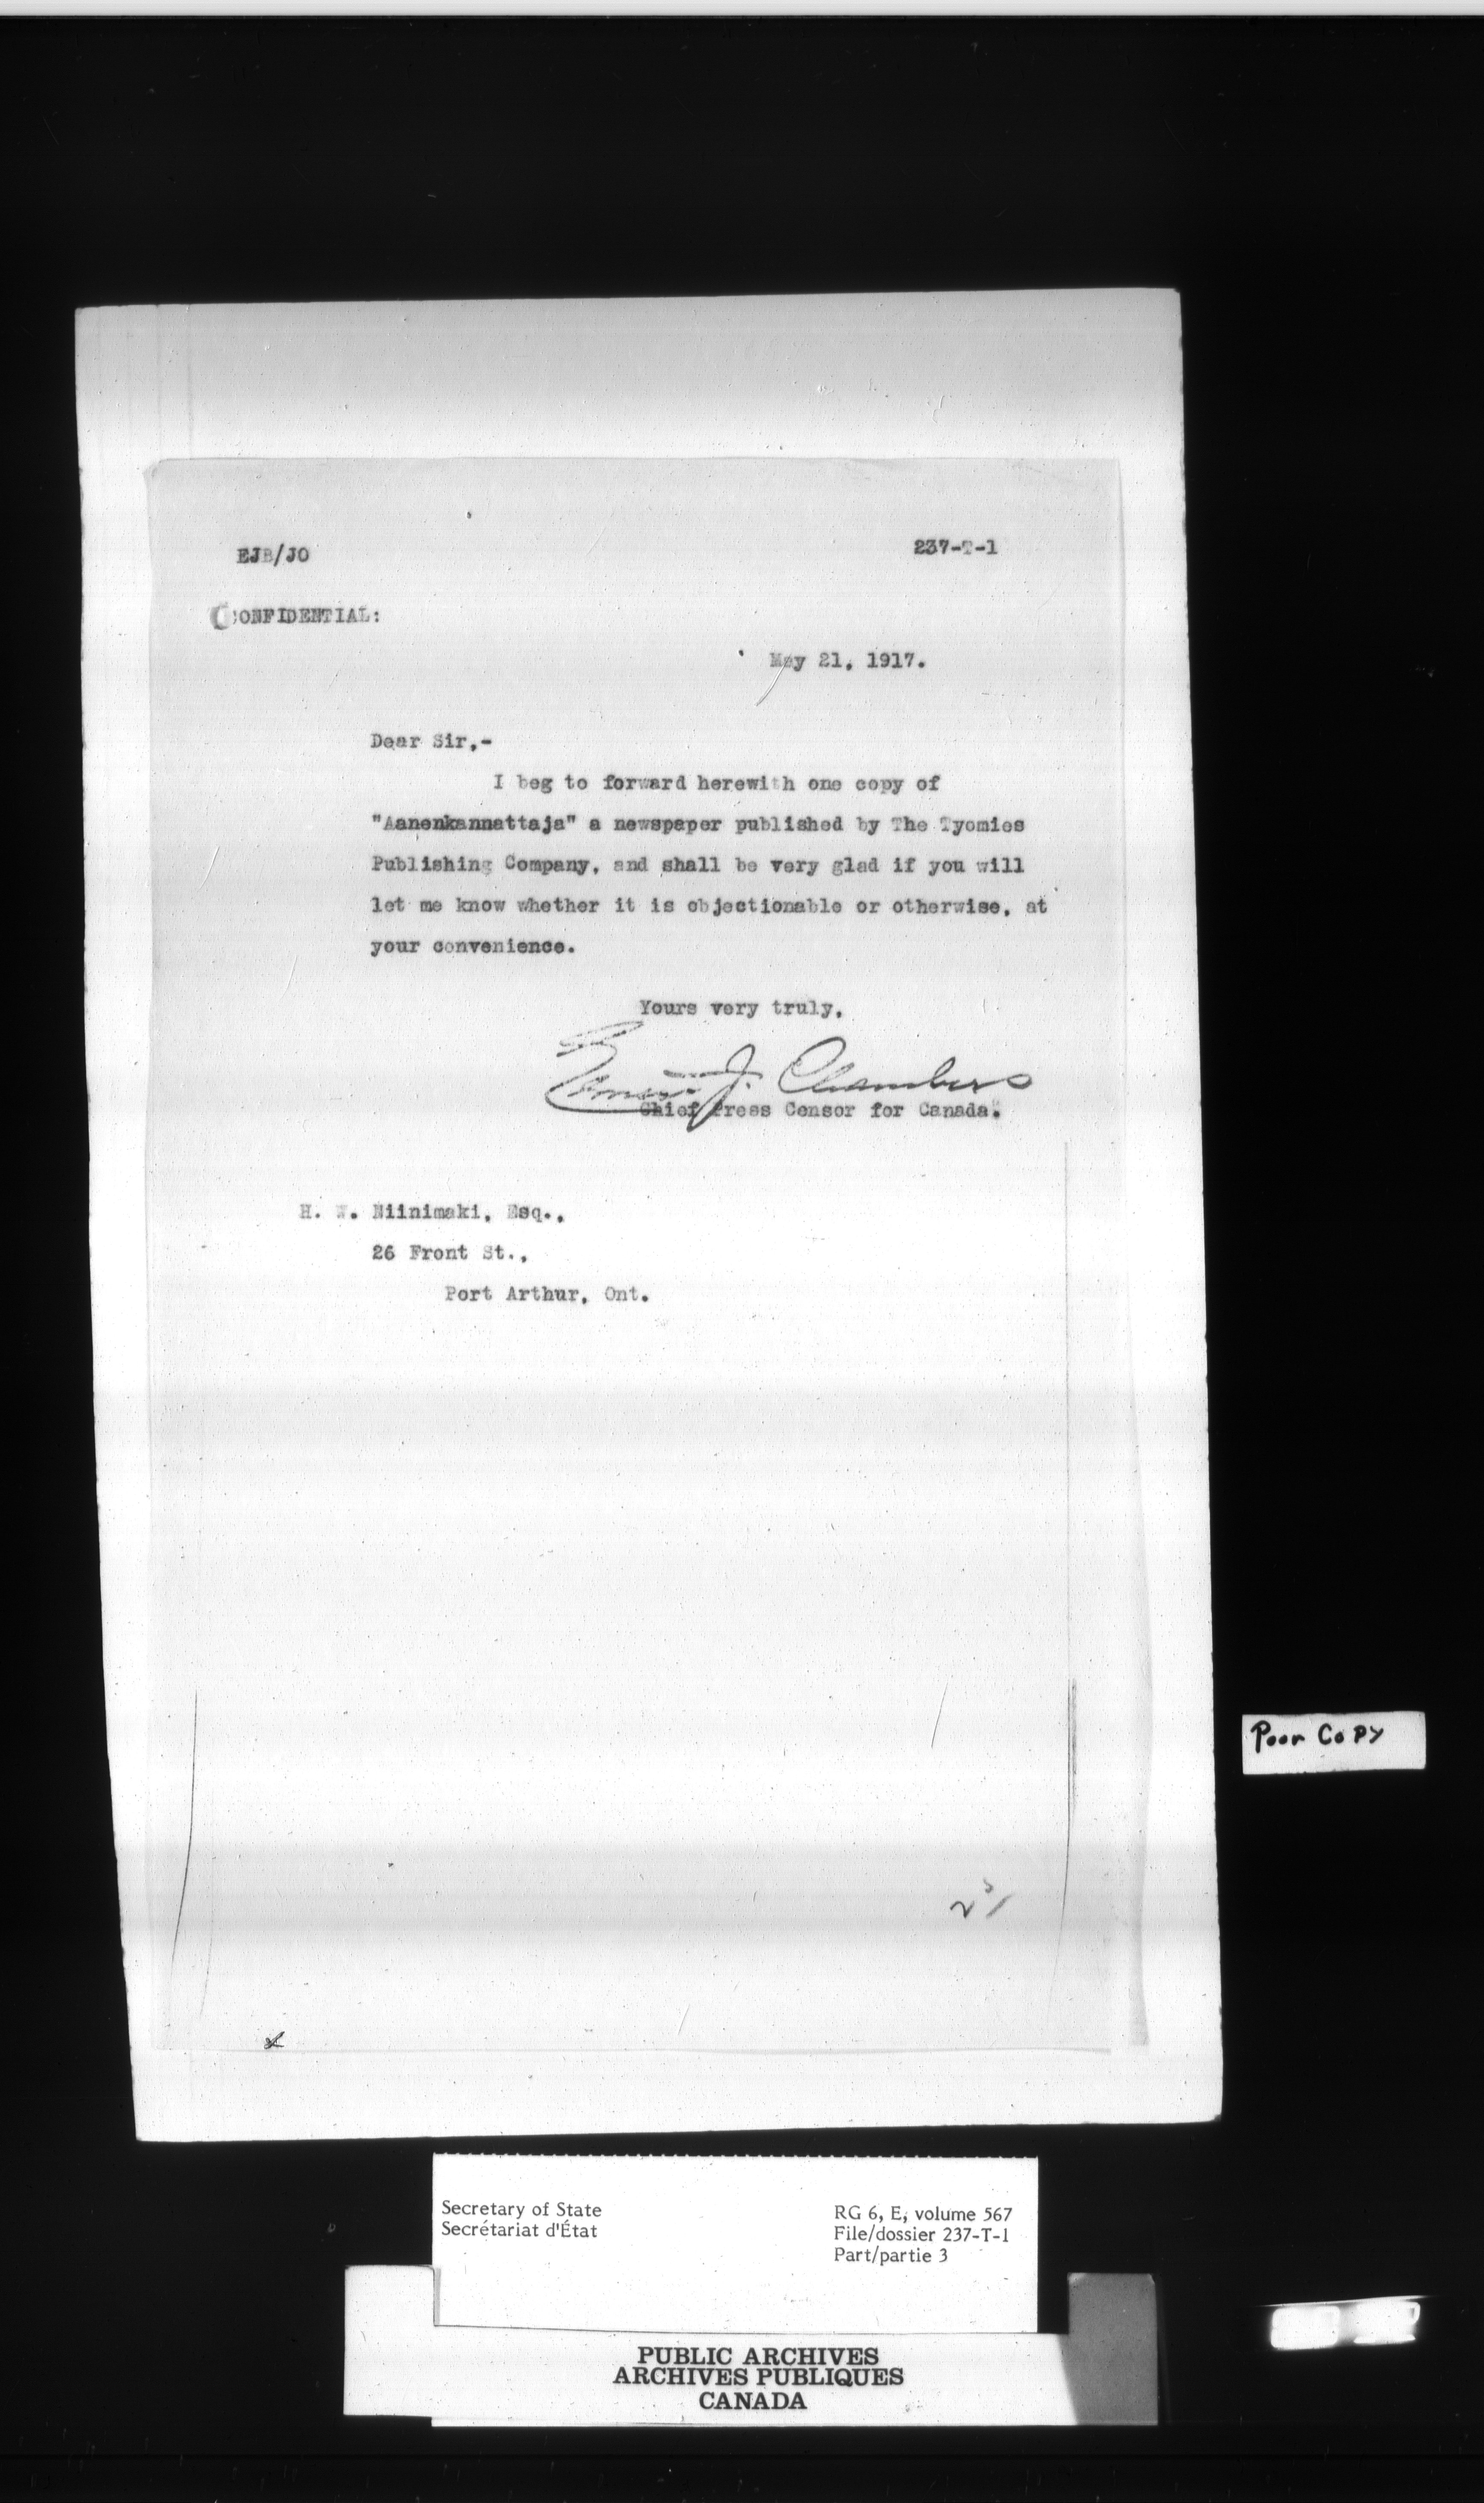 EJB/JO
237-T-1
CONFIDENTIAL:
May 21, 1917.
Dear Sir,-
I beg to forward herewith one copy of
"Aanenkannattaja" a newspaper published by The Tyomies
Publishing Company, and shall be very glad if you will
let me know whether it is objectionable or otherwise, at
your convenience.
Yours very truly,
Ernest J. Chambers
Chief Press Censor for Canada.
H. W. Niinimaki, Esq.,
26 Front St.,
Port Arthur, Ont.
Poor Copy
Secretary of State
Secrétariat d'État
RG 6, E, volume 567
File/dossier 237-T-1
Part/partie 3
PUBLIC ARCHIVES
ARCHIVES PUBLIQUES
CANADA